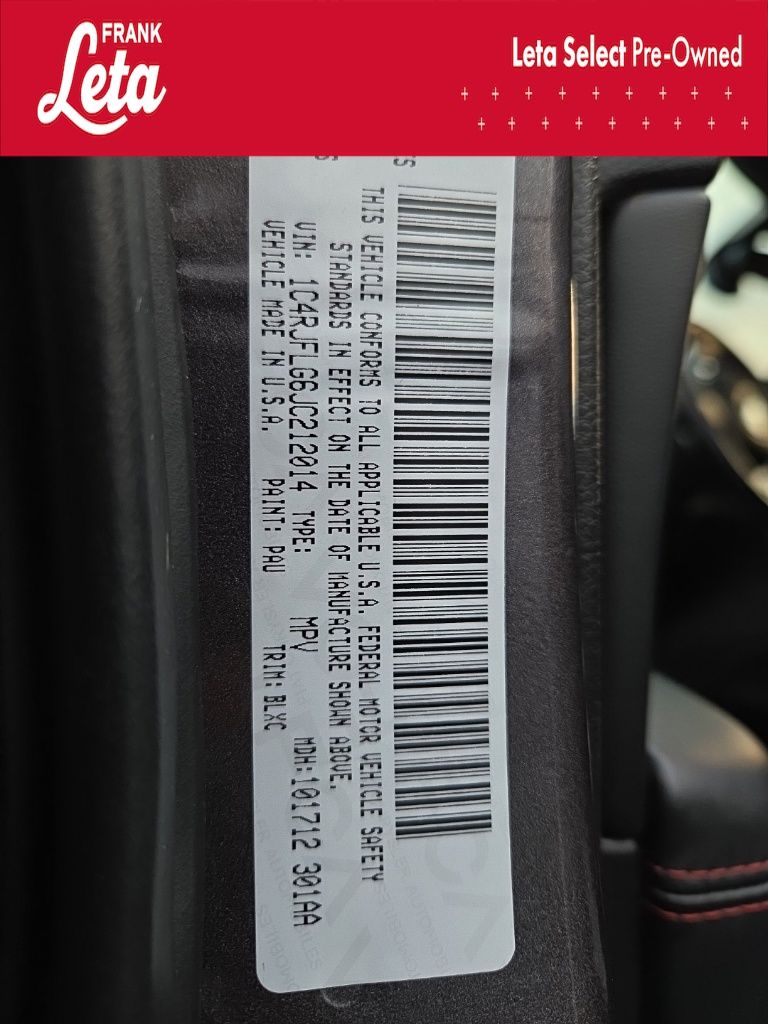 FRANK
Leta
Leta Select Pre-Owned
THIS VEHICLE CONFORMS TO ALL APPLICABLE U.S.A. FEDERAL MOTOR VEHICLE SAFETY
STANDARDS IN EFFECT ON THE DATE OF MANUFACTURE SHOWN ABOVE.
VIN: 1C4RJFLG6JC212014 TYPE: MPV MDH:101712 301AA
VEHICLE MADE IN U.S.A. PAINT: PAU TRIM: BLXC